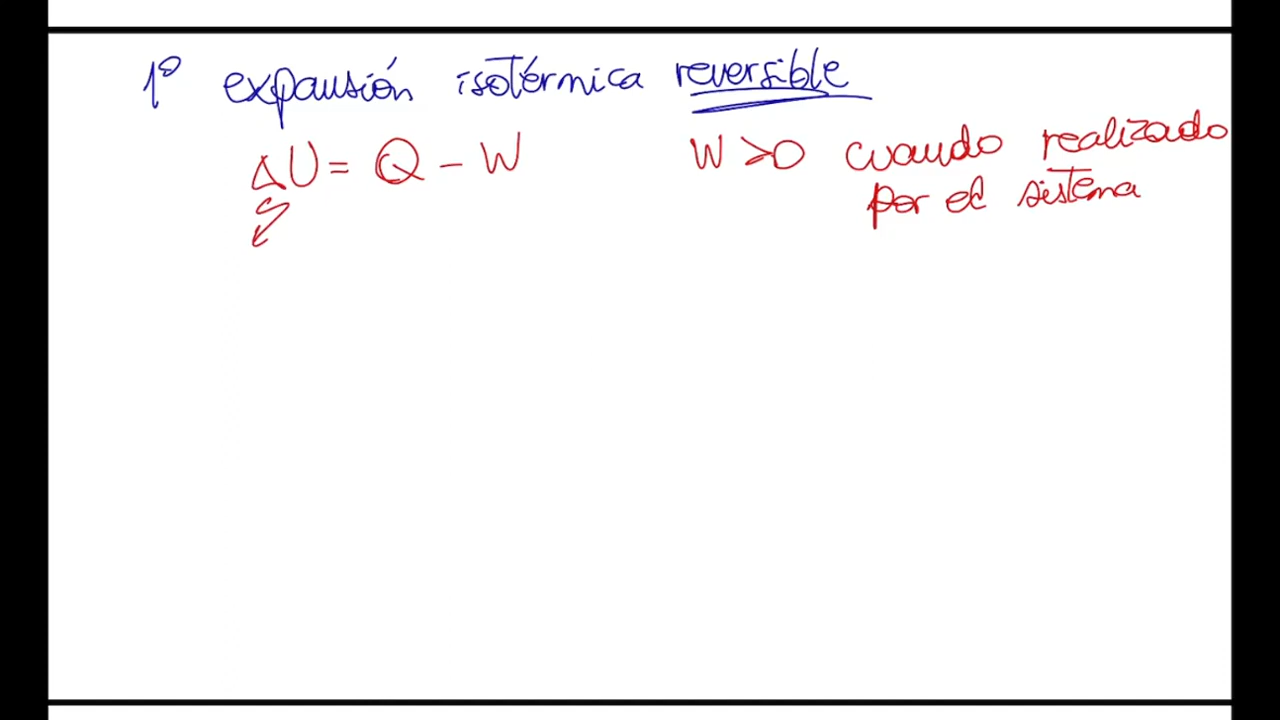 1º expansión isotérmica reversible
ΔU = Q - W
W >0 cuando realizado
por el sistema